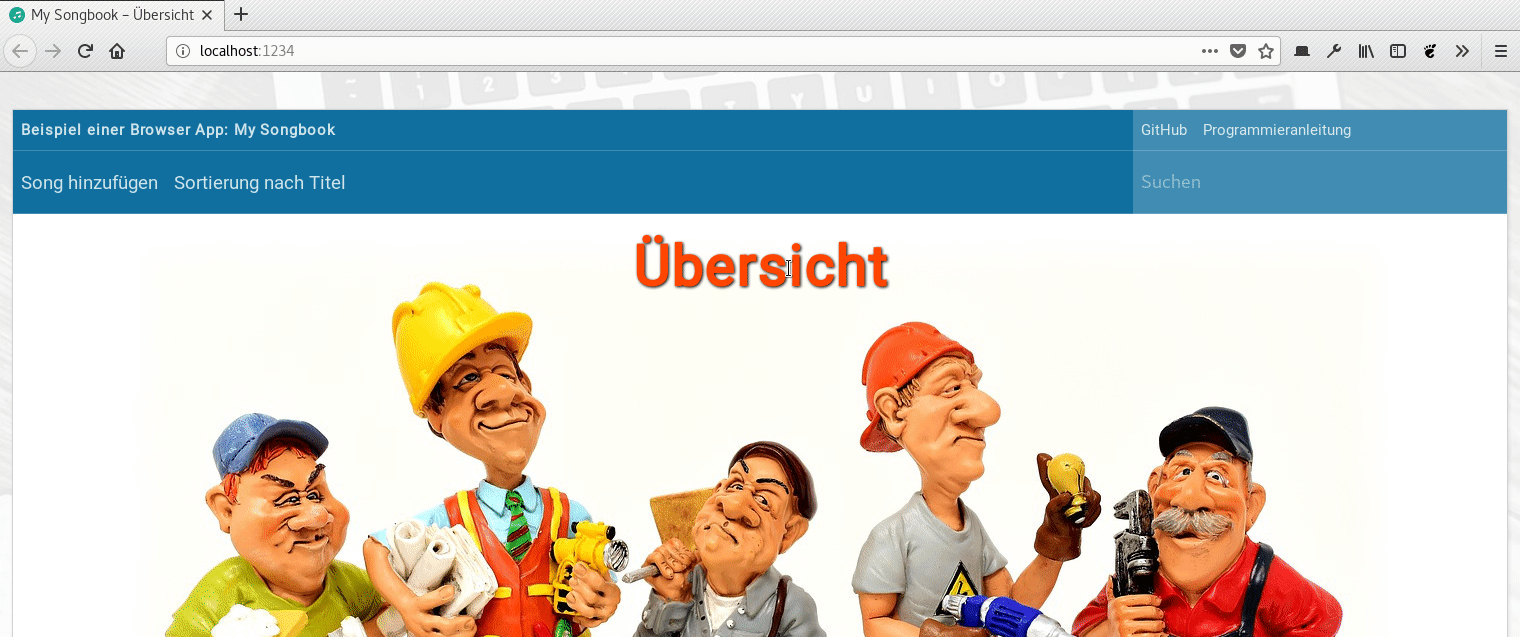 My Songbook – Übersicht
localhost:1234
Beispiel einer Browser App: My Songbook
GitHub Programmieranleitung
Song hinzufügen Sortierung nach Titel
Suchen
Übersicht